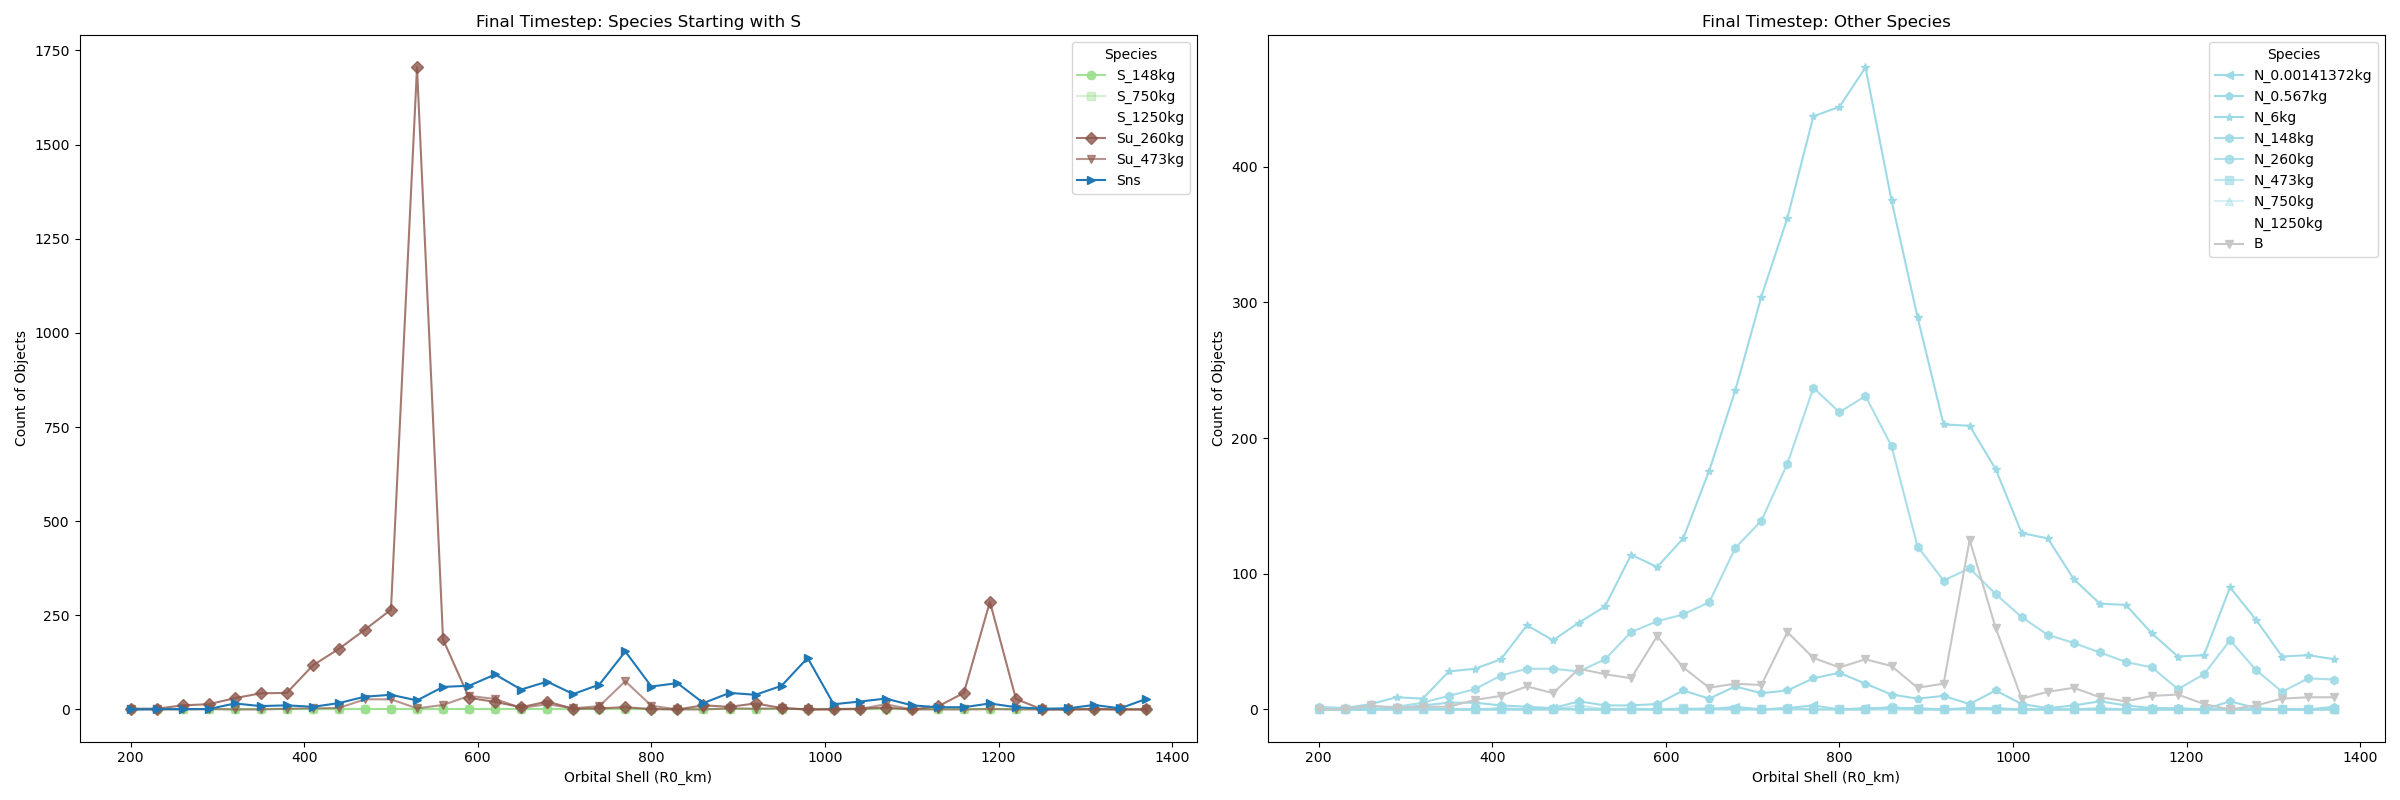 Final Timestep: Species Starting with S
1750
1500
1250
1000
750
500
250
0
Count of Objects
200
400
600
800
1000
1200
1400
Orbital Shell (R0_km)
Species
S_148kg
S_750kg
S_1250kg
Su_260kg
Su_473kg
Sns
Final Timestep: Other Species
400
300
200
100
0
Count of Objects
200
400
600
800
1000
1200
1400
Orbital Shell (R0_km)
Species
N_0.00141372kg
N_0.567kg
N_6kg
N_148kg
N_260kg
N_473kg
N_750kg
N_1250kg
B